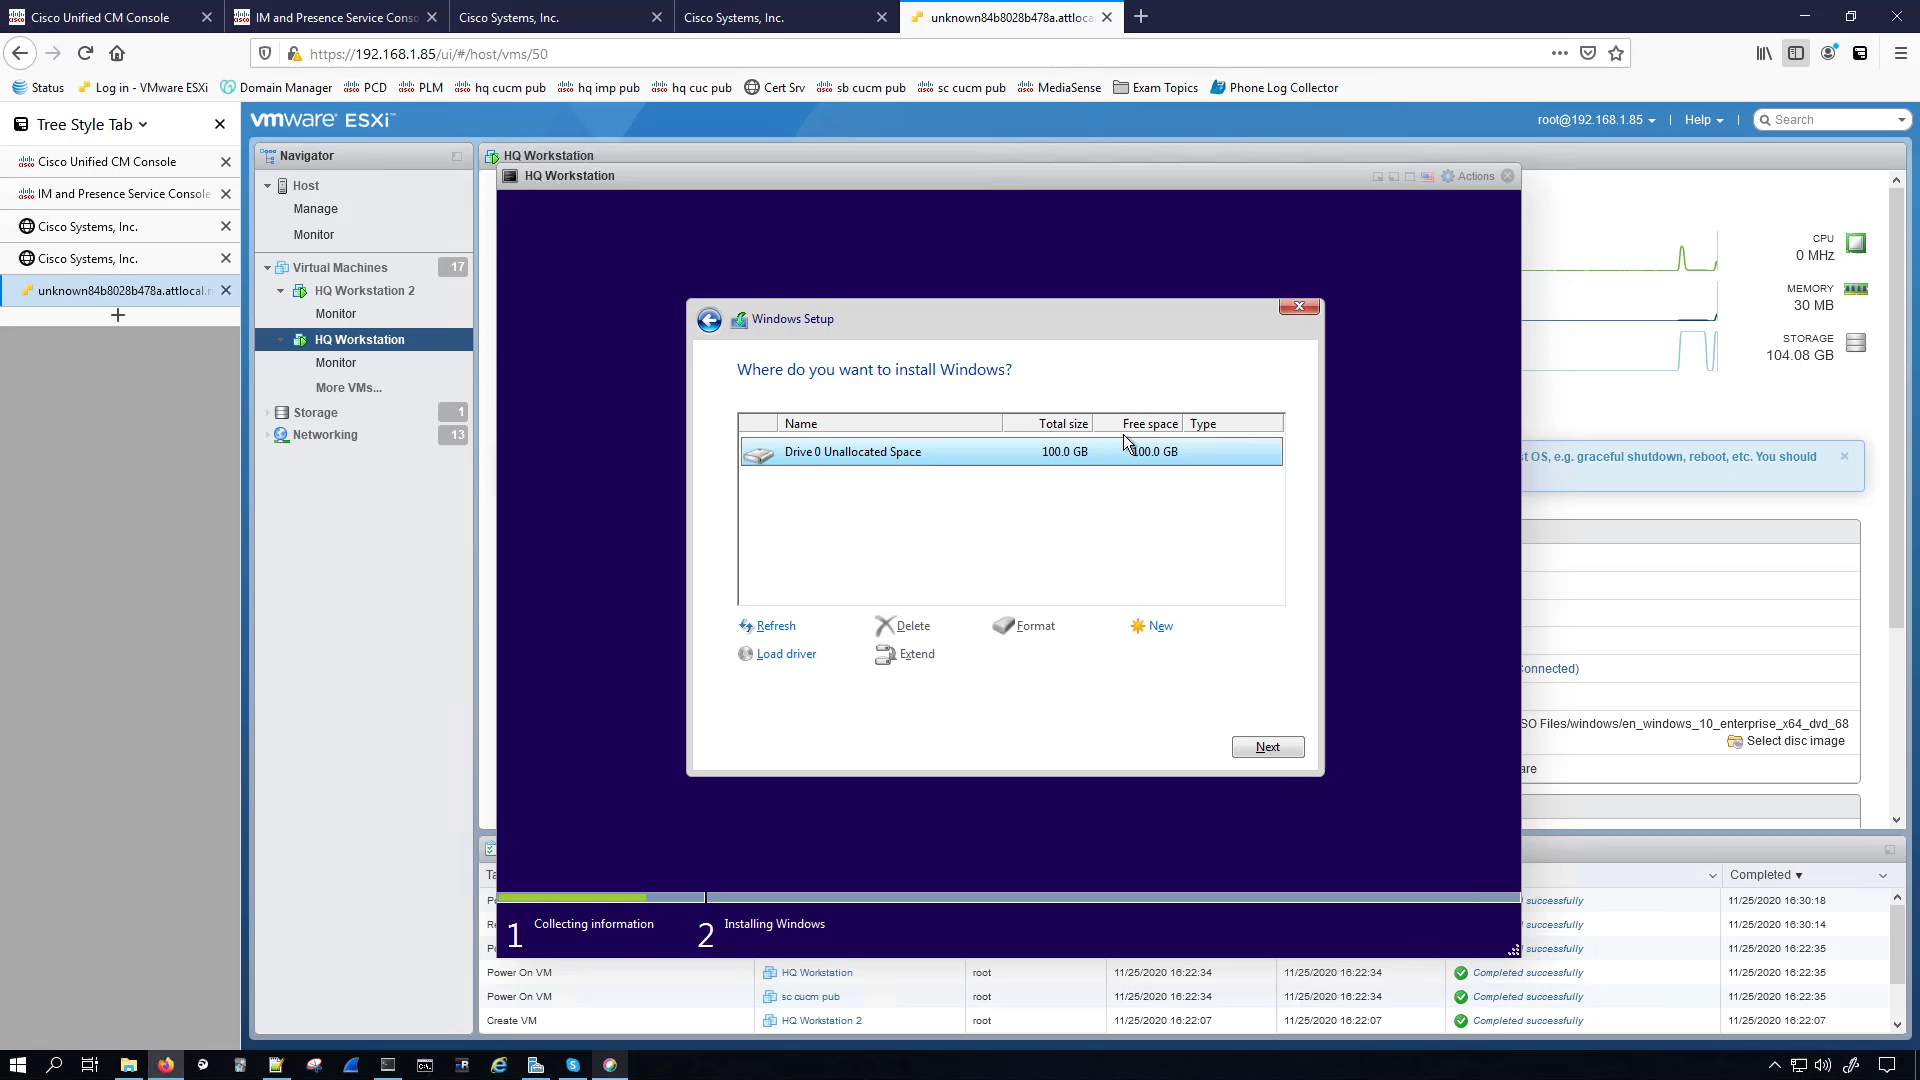 Cisco Unified CM Console
IM and Presence Service Conso
Cisco Systems, Inc.
Cisco Systems, Inc.
unknown84b8028b478a.attloca
https://192.168.1.85/ui/#/host/vms/50
Status
Log in - VMware ESXi
Domain Manager
PCD
PLM
hq cucm pub
hq imp pub
hq cuc pub
Cert Srv
sb cucm pub
sc cucm pub
MediaSense
Exam Topics
Phone Log Collector
Tree Style Tab
vmware ESXi™
root@192.168.1.85
Help
Search
Cisco Unified CM Console
IM and Presence Service Console
Cisco Systems, Inc.
Cisco Systems, Inc.
unknown84b8028b478a.attlocal.n
Navigator
Host
Manage
Monitor
Virtual Machines 17
HQ Workstation 2
Monitor
HQ Workstation
Monitor
More VMs...
Storage 1
Networking 13
HQ Workstation
HQ Workstation
Actions
CPU
0 MHz
MEMORY
30 MB
STORAGE
104.08 GB
Windows Setup
Where do you want to install Windows?
Name Total size Free space Type
Drive 0 Unallocated Space 100.0 GB 100.0 GB
Refresh Delete Format New
Load driver Extend
Next
st OS, e.g. graceful shutdown, reboot, etc. You should
Connected)
SO Files/windows/en_windows_10_enterprise_x64_dvd_68
Select disc image
are
1 Collecting information
2 Installing Windows
Ta
Completed ▼
Po successfully 11/25/2020 16:30:18
Re successfully 11/25/2020 16:30:14
Po successfully 11/25/2020 16:22:35
Power On VM HQ Workstation root 11/25/2020 16:22:34 11/25/2020 16:22:34 Completed successfully 11/25/2020 16:22:35
Power On VM sc cucm pub root 11/25/2020 16:22:34 11/25/2020 16:22:34 Completed successfully 11/25/2020 16:22:35
Create VM HQ Workstation 2 root 11/25/2020 16:22:07 11/25/2020 16:22:07 Completed successfully 11/25/2020 16:22:07